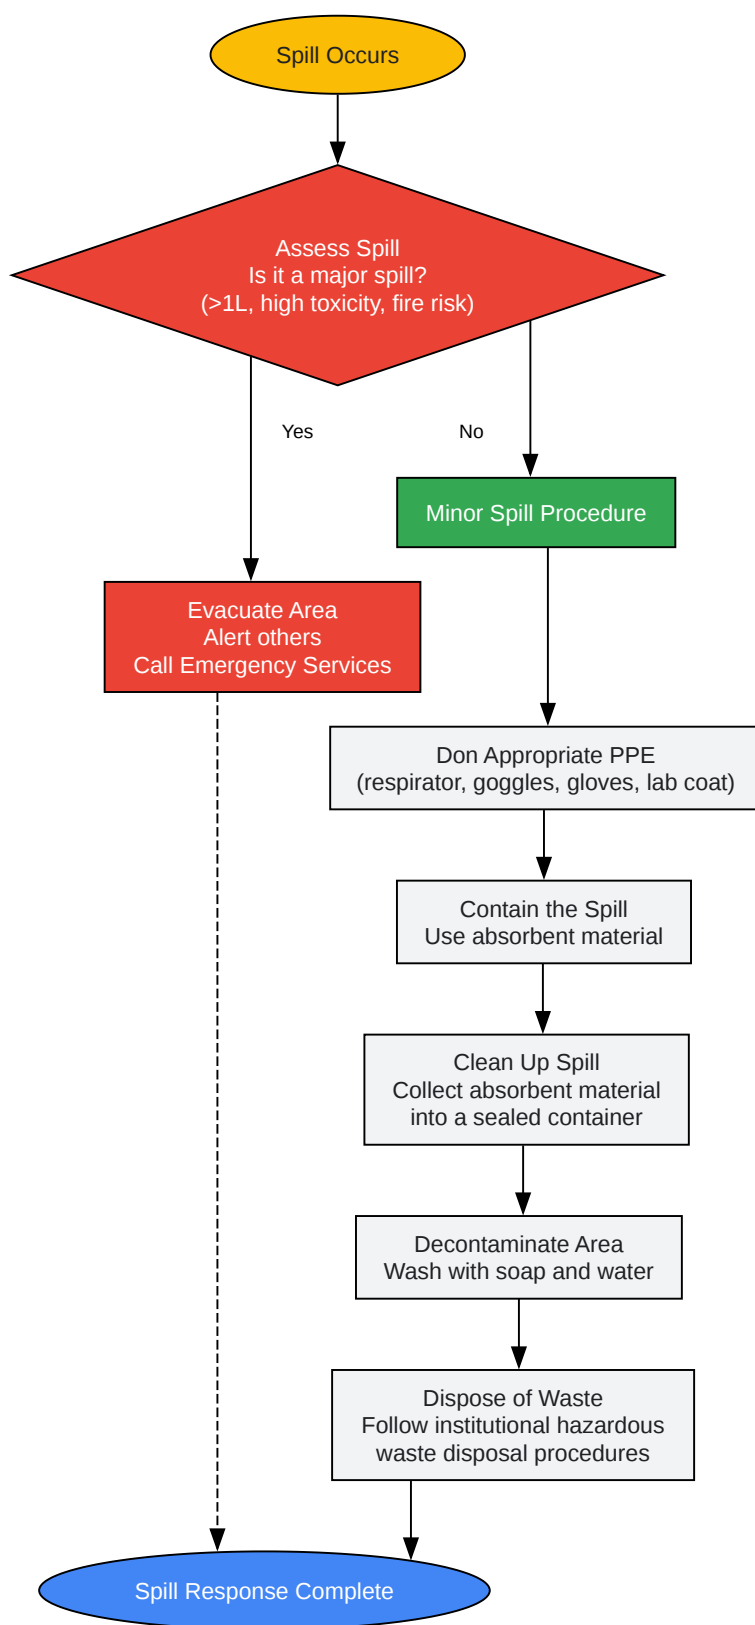 Spill Occurs
Assess Spill
Is it a major spill?
(>1L, high toxicity, fire risk)
Yes
No
Minor Spill Procedure
Evacuate Area
Alert others
Call Emergency Services
Don Appropriate PPE
(respirator, goggles, gloves, lab coat)
Contain the Spill
Use absorbent material
Clean Up Spill
Collect absorbent material
into a sealed container
Decontaminate Area
Wash with soap and water
Dispose of Waste
Follow institutional hazardous
waste disposal procedures
Spill Response Complete